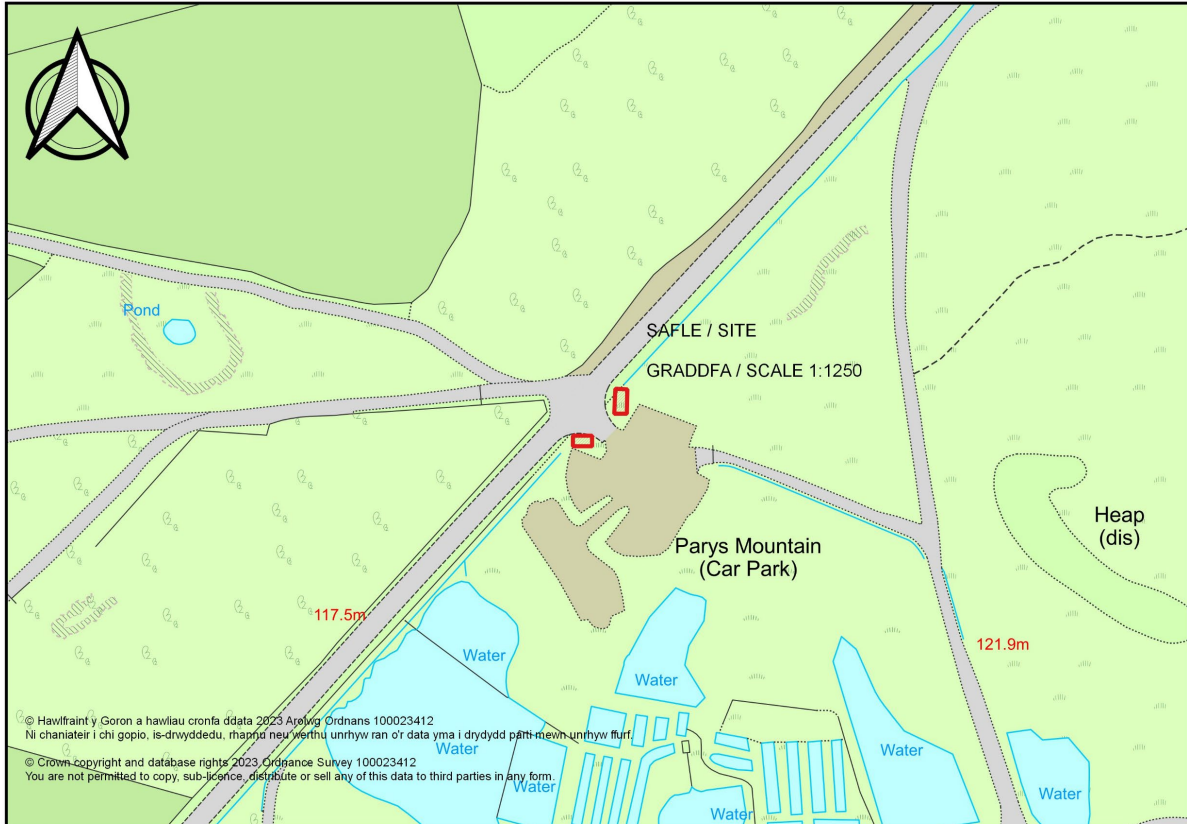 SAFLE / SITE
GRADDFA / SCALE 1:1250
Pond
Parys Mountain
(Car Park)
Heap
(dis)
117.5m
121.9m
Water
Water
© Hawlfraint y Goron a hawliau cronfa ddata 2023 Arolwg Ordnans 100023412
Ni chaniateir i chi gopio, is-drwyddedu, rhannu neu werthu unrhyw ran o'r data yma i drydydd parti mewn unrhyw ffurf.
Water
Water
© Crown copyright and database rights 2023 Ordnance Survey 100023412
You are not permitted to copy, sub-licence, distribute or sell any of this data to third parties in any form.
Water
Water
Water